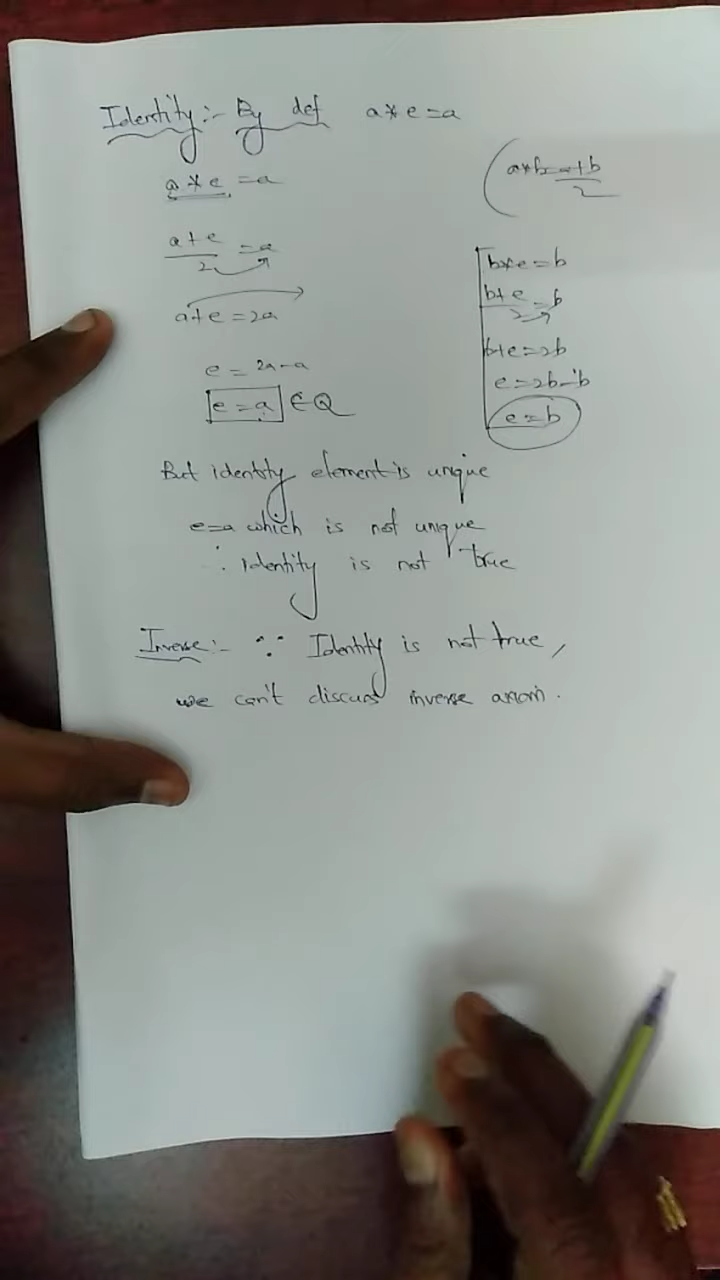 Identity :- By def a * e = a
a * e = a
a+e/2 = a
a+e = 2a
e = 2a-a
e = a ∈ Q
(a*b = a+b/2
b*e = b
b+e/2 = b
b+e = 2b
e = 2b-b
e = b
But identity element is unique
e=a which is not unique
∴ Identity is not true
Inverse :- ∵ Identity is not true,
we can't discuss inverse axiom.